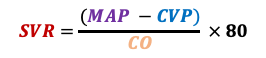 SVR = (MAP − CVP) / CO × 80